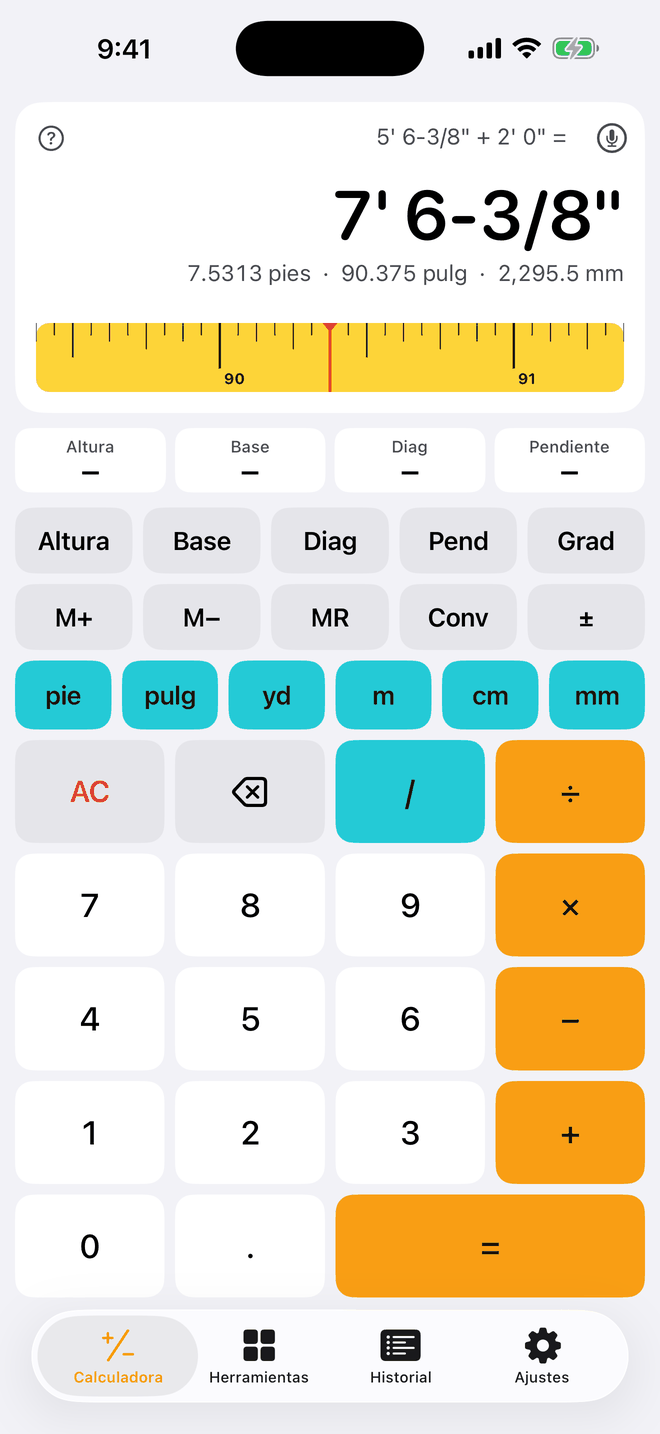 9:41
5' 6-3/8" + 2' 0" =
7' 6-3/8"
7.5313 pies · 90.375 pulg · 2,295.5 mm
90 91
Altura Base Diag Pendiente
– – – –
Altura Base Diag Pend Grad
M+ M− MR Conv ±
pie pulg yd m cm mm
AC / ÷
7 8 9 ×
4 5 6 −
1 2 3 +
0 . =
Calculadora Herramientas Historial Ajustes